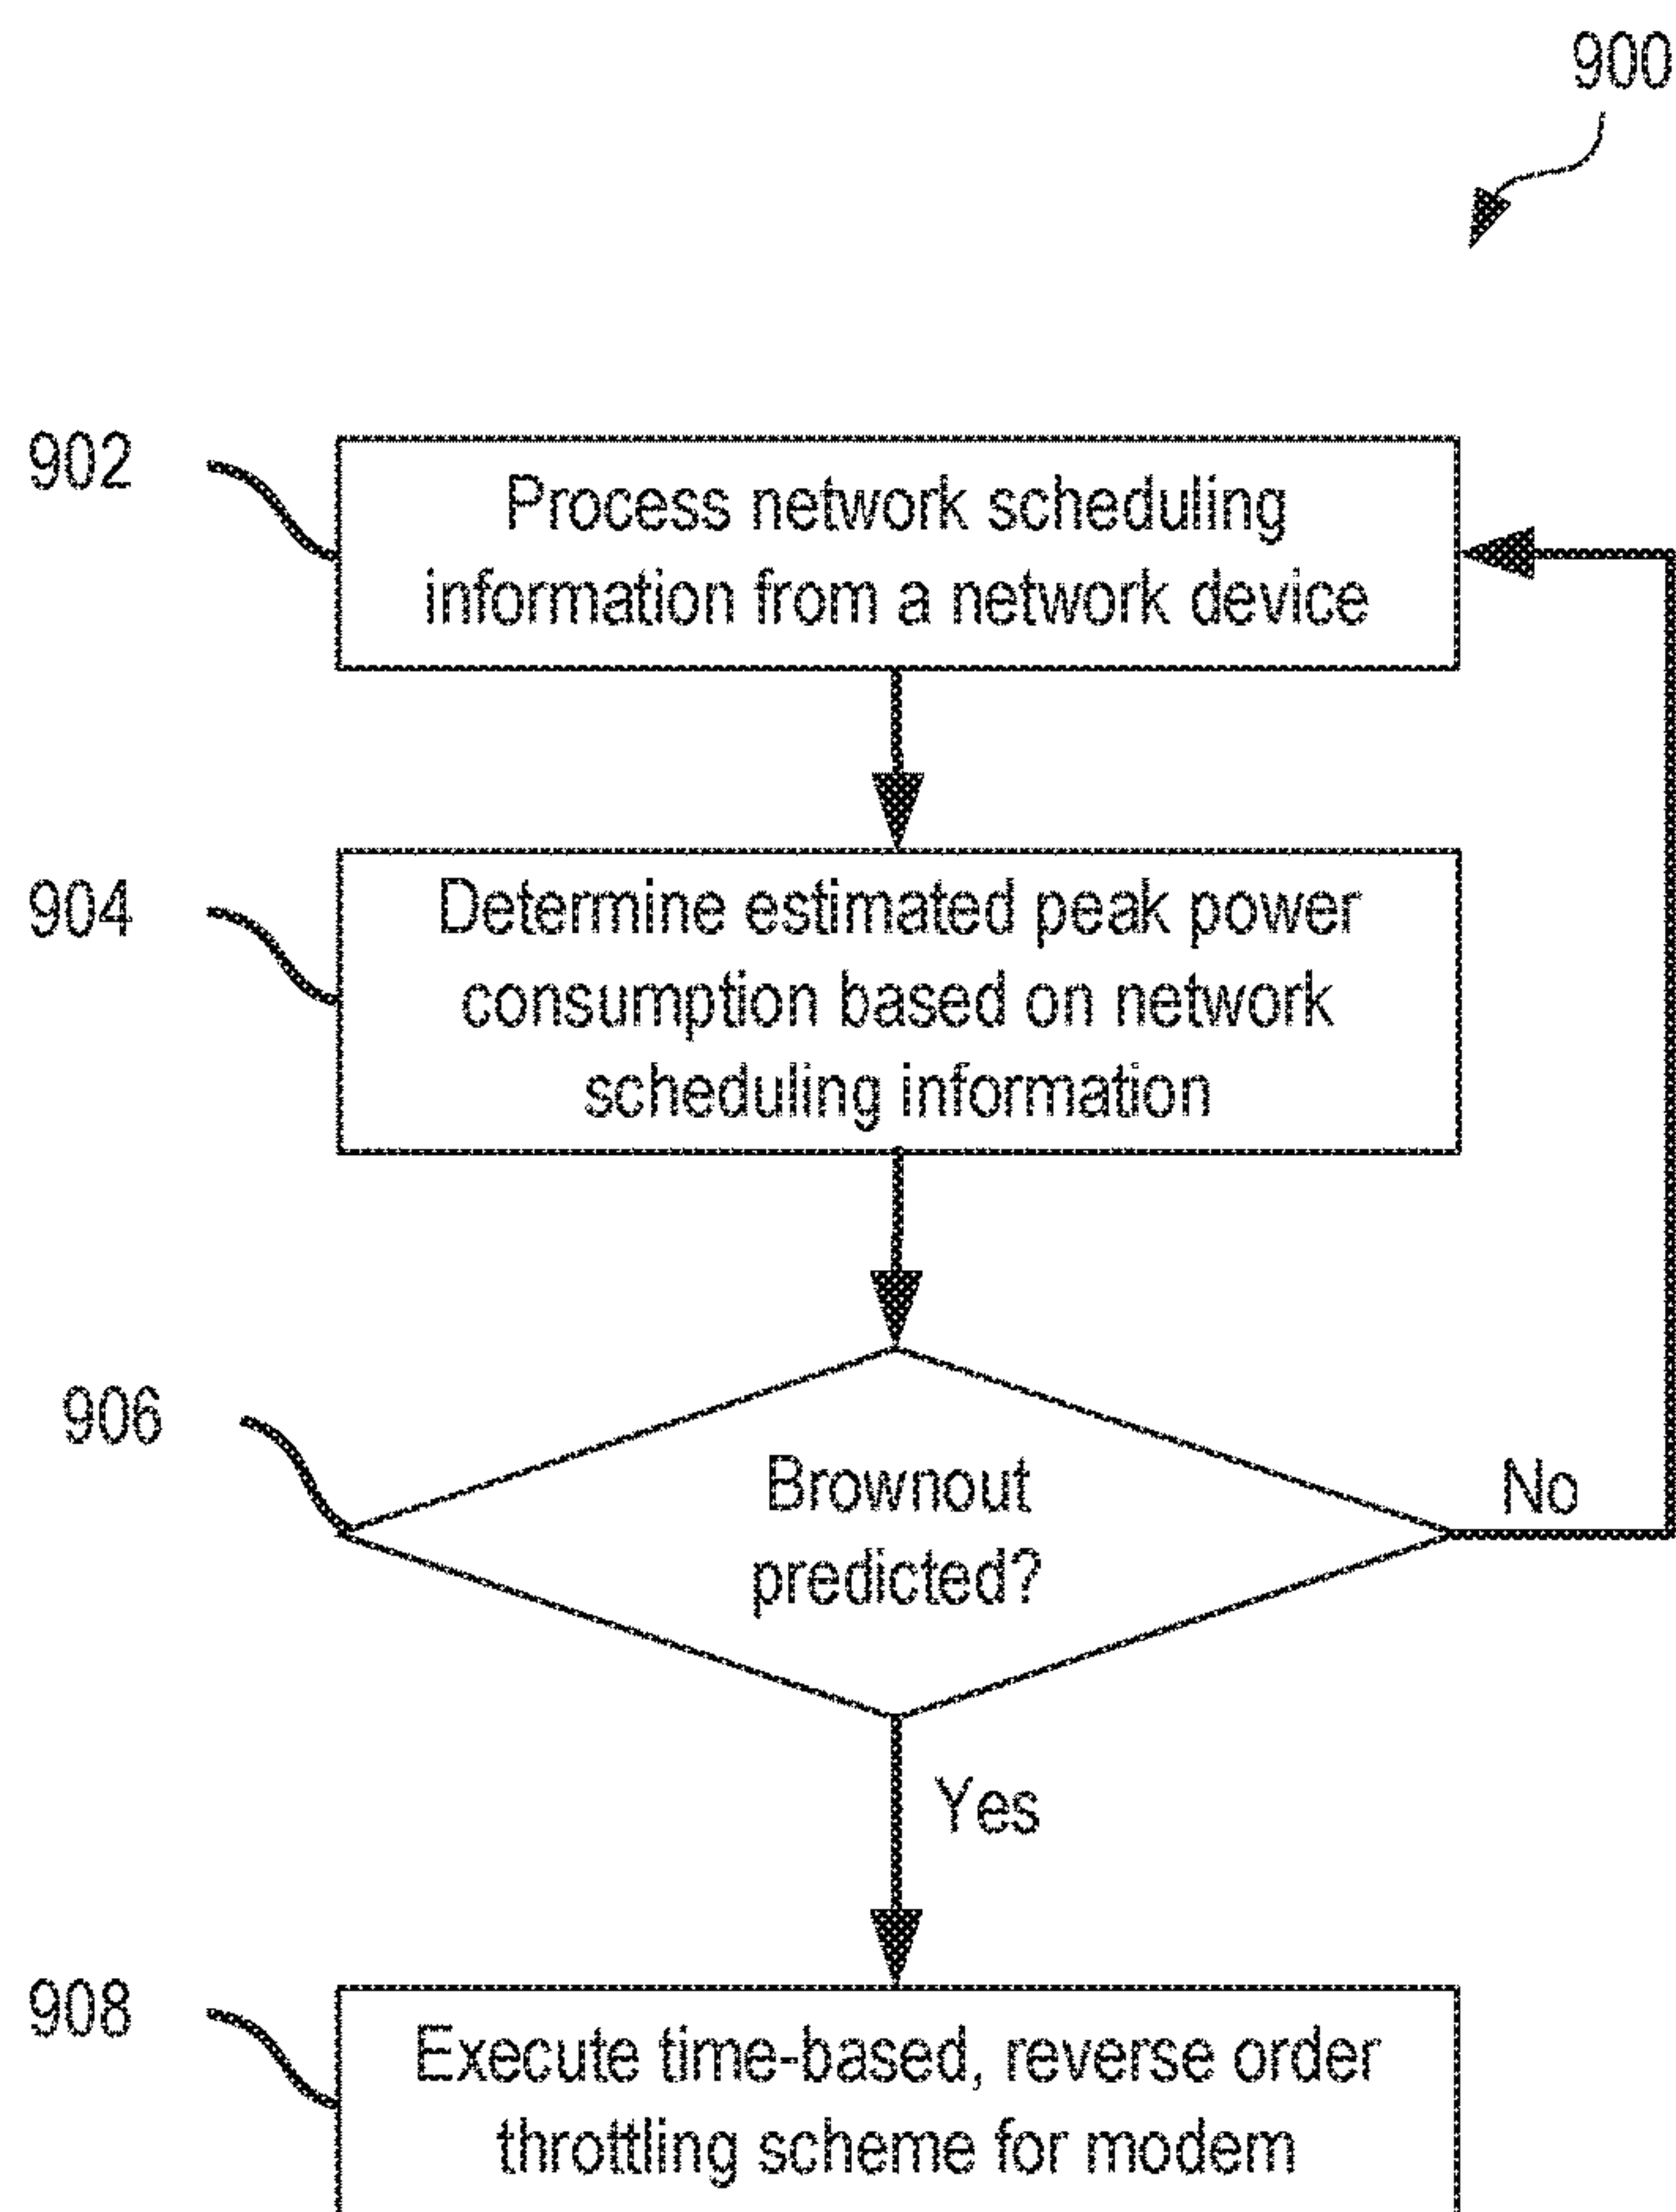 900
902
Process network scheduling
information from a network device
904
Determine estimated peak power
consumption based on network
scheduling information
906
Brownout
predicted?
No
Yes
908
Execute time-based, reverse order
throttling scheme for modem